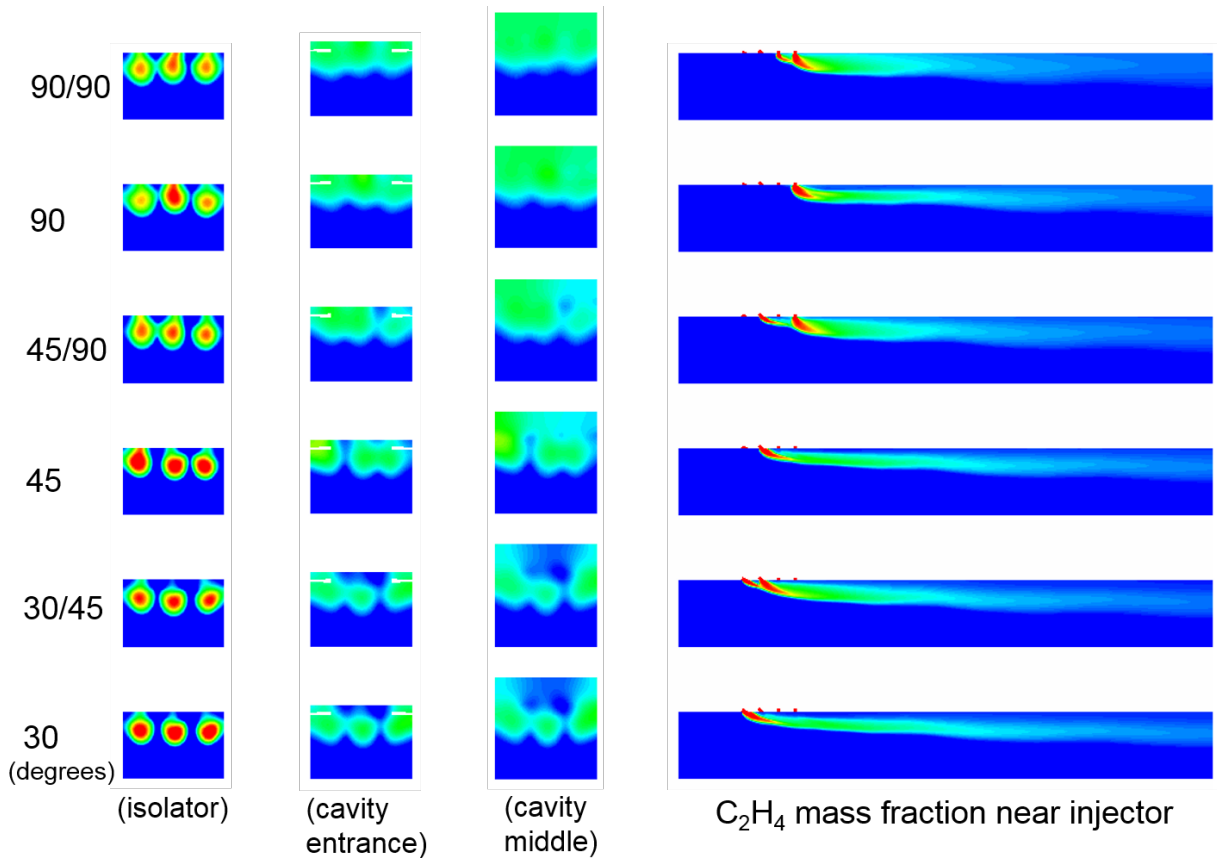 90/90
90
45/90
45
30/45
30
(degrees)
(isolator)
(cavity
entrance)
(cavity
middle)
C₂H₄ mass fraction near injector